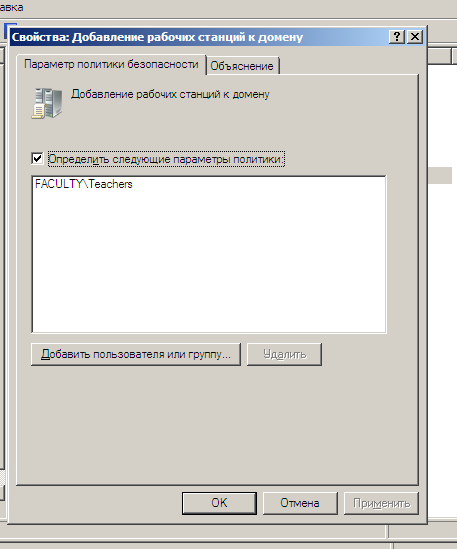 авка
Свойства: Добавление рабочих станций к домену
Параметр политики безопасности
Объяснение
Добавление рабочих станций к домену
Определить следующие параметры политики:
FACULTY\Teachers
Добавить пользователя или группу...
Удалить
OK
Отмена
Применить